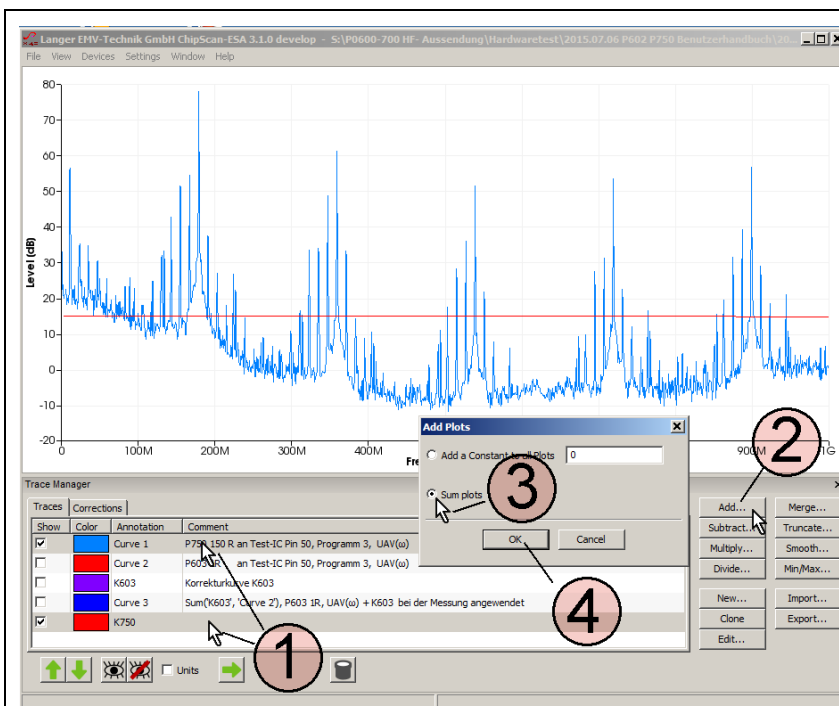 Langer EMV-Technik GmbH ChipScan-ESA 3.1.0 develop - S:\P0600-700 HF- Aussendung\Hardwaretest\2015.07.06 P602 P750 Benutzerhandbuch\20...
File View Devices Settings Window Help
80
70
60
50
40
30
20
10
0
-10
-20
Level (dB)
0 100M 200M 300M 400M 900M 1G
Fre
Add Plots
Add a Constant to all Plots 0
Sum plots
OK Cancel
1
2
3
4
Trace Manager
Traces Corrections
Show Color Annotation Comment
Curve 1 P750 150 R an Test-IC Pin 50, Programm 3, UAV(ω)
Curve 2 P603 1R an Test-IC Pin 50, Programm 3, UAV(ω)
K603 Korrekturkurve K603
Curve 3 Sum('K603', 'Curve 2'), P603 1R, UAV(ω) + K603 bei der Messung angewendet
K750
Units
Add... Merge...
Subtract... Truncate...
Multiply... Smooth...
Divide... Min/Max...
New... Import...
Clone Export...
Edit...